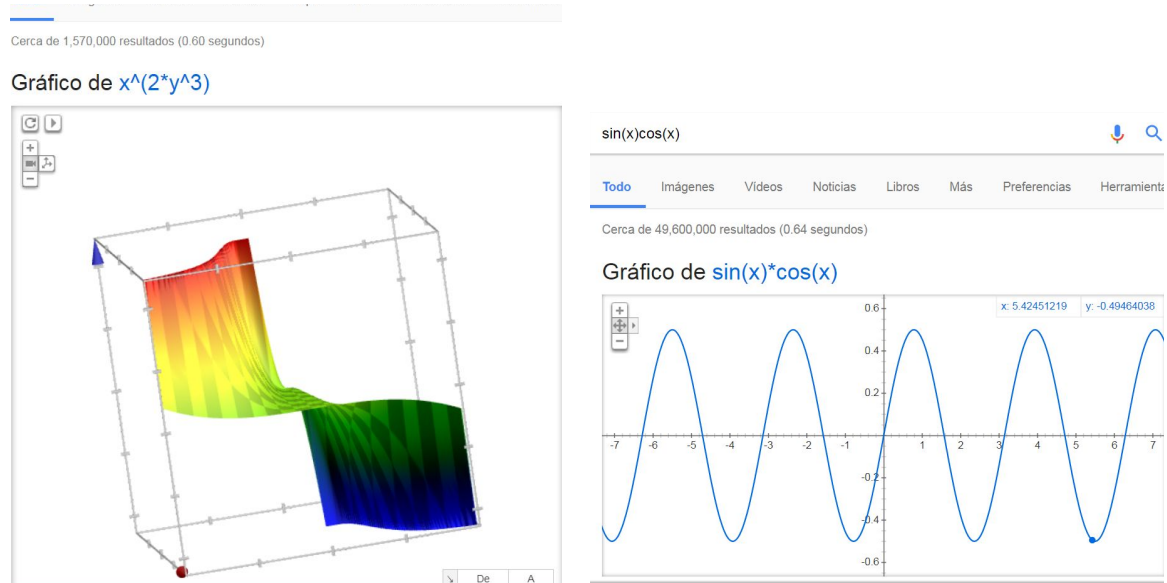 Cerca de 1,570,000 resultados (0.60 segundos)
Gráfico de x^(2*y^3)
De A
sin(x)cos(x)
Todo Imágenes Videos Noticias Libros Más Preferencias Herramienta
Cerca de 49,600,000 resultados (0.64 segundos)
Gráfico de sin(x)*cos(x)
x: 5.42451219 y: -0.49464038
0.6
0.4
0.2
-7 -6 -5 -4 -3 -2 -1 1 2 3 4 5 6 7
-0.2
-0.4
-0.6